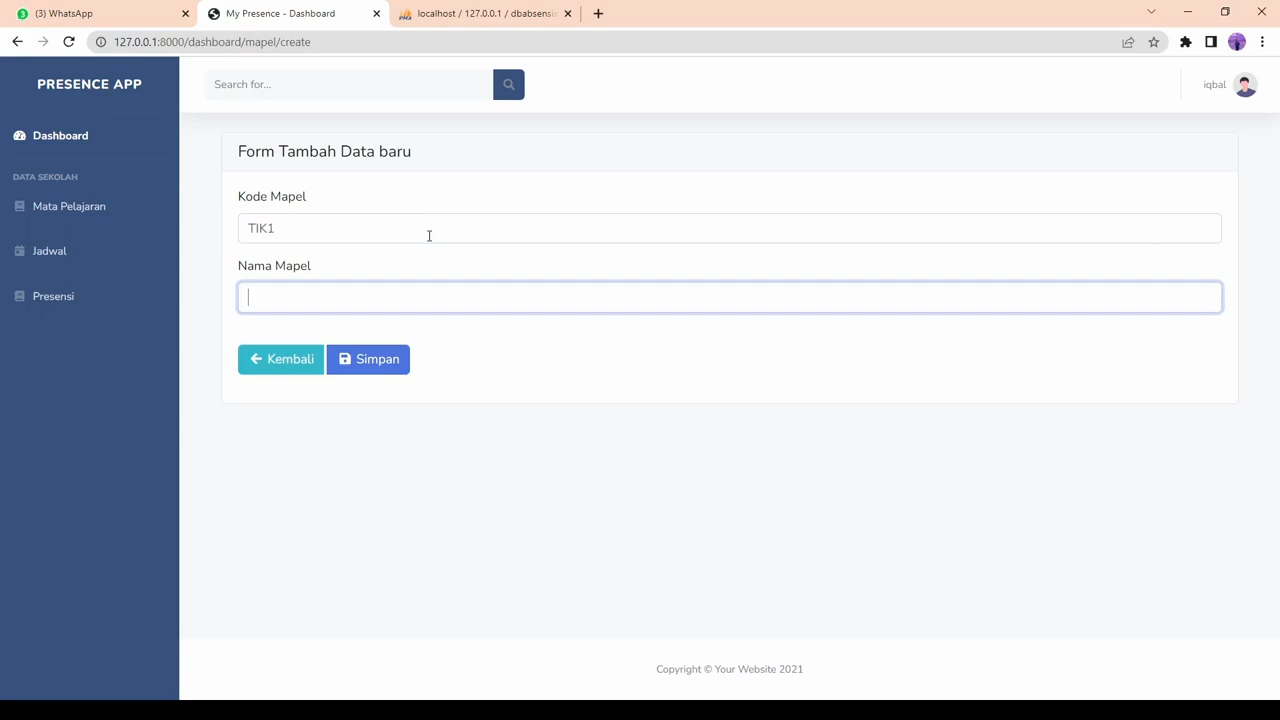 3
(3) WhatsApp
My Presence - Dashboard
localhost / 127.0.0.1 / dbabsensi
127.0.0.1:8000/dashboard/mapel/create
PRESENCE APP
Search for...
iqbal
Dashboard
DATA SEKOLAH
Mata Pelajaran
Jadwal
Presensi
Form Tambah Data baru
Kode Mapel
TIK1
Nama Mapel
Kembali
Simpan
Copyright © Your Website 2021